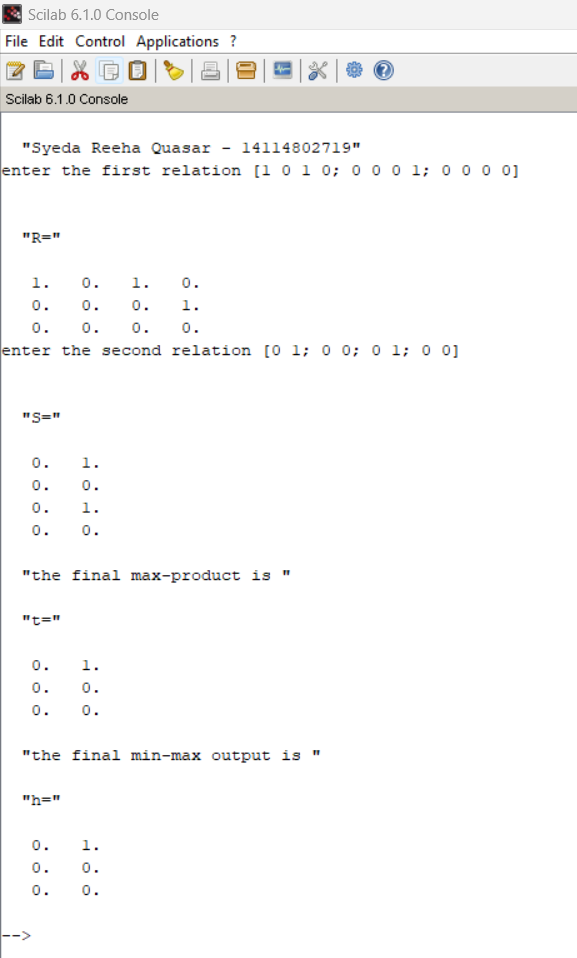 Scilab 6.1.0 Console
File Edit Control Applications ?
Scilab 6.1.0 Console
"Syeda Reeha Quasar - 14114802719"
enter the first relation [1 0 1 0; 0 0 0 1; 0 0 0 0]
"R="
1. 0. 1. 0.
0. 0. 0. 1.
0. 0. 0. 0.
enter the second relation [0 1; 0 0; 0 1; 0 0]
"S="
0. 1.
0. 0.
0. 1.
0. 0.
"the final max-product is "
"t="
0. 1.
0. 0.
0. 0.
"the final min-max output is "
"h="
0. 1.
0. 0.
0. 0.
-->